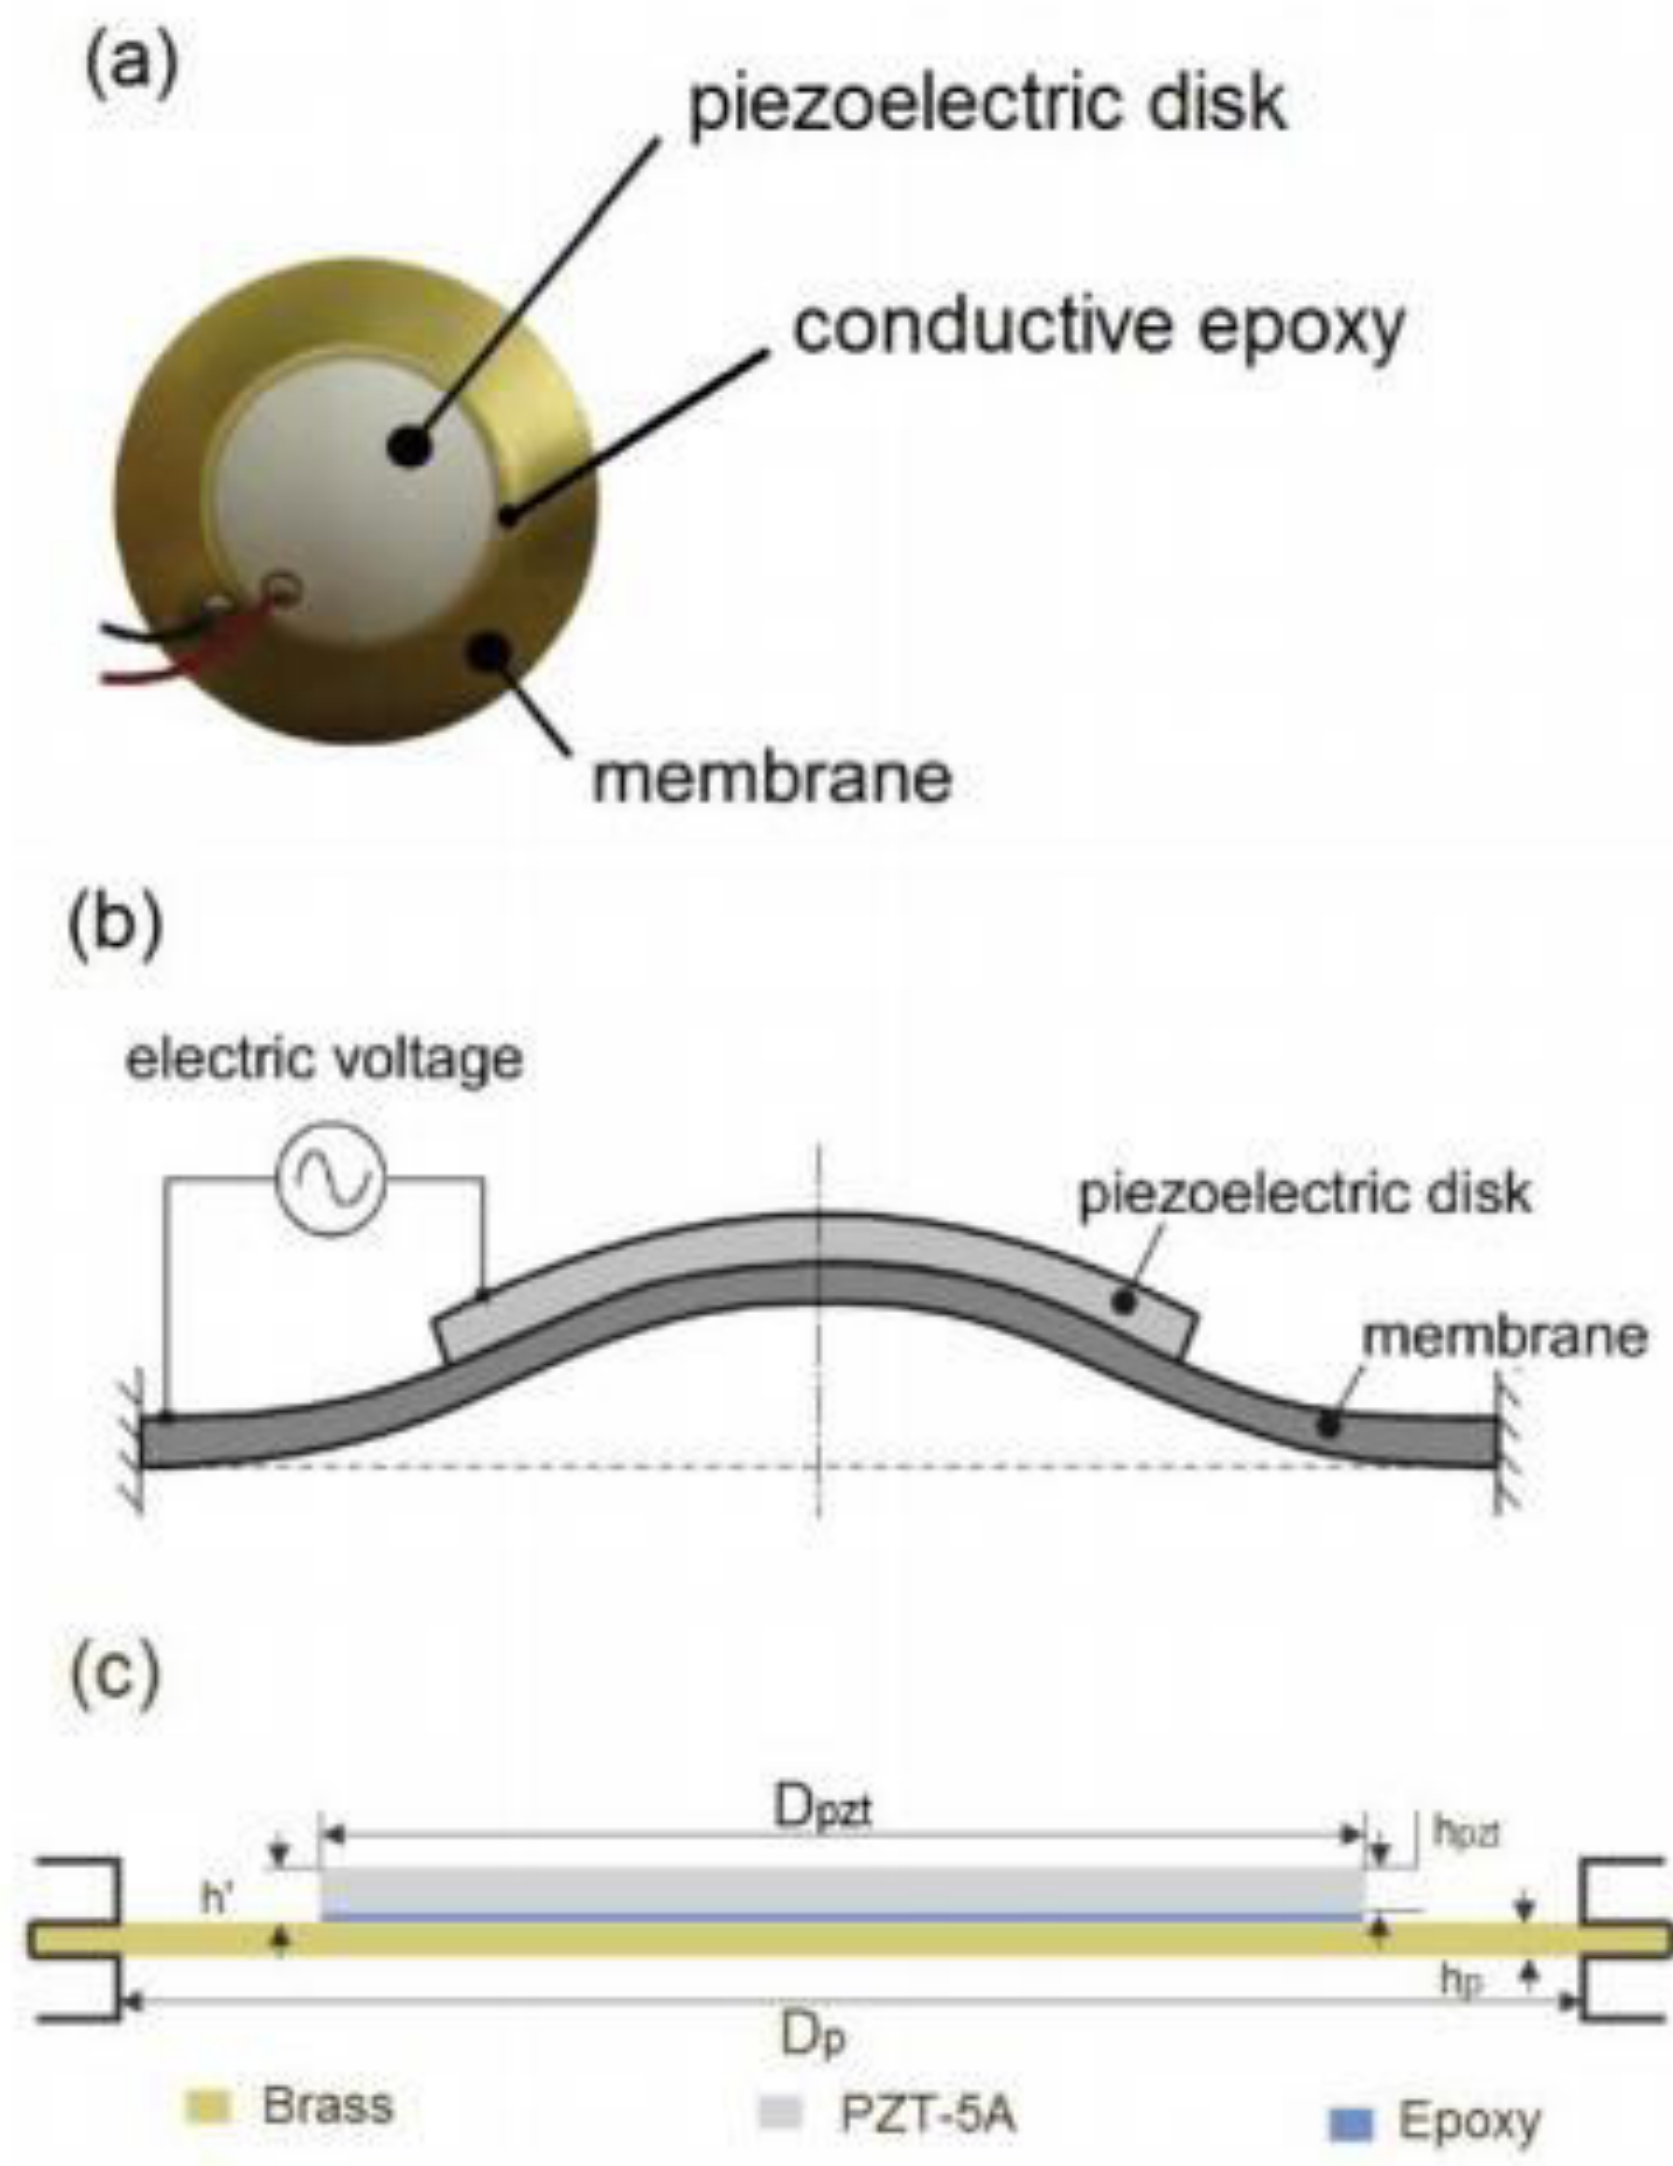 (a)
piezoelectric disk
conductive epoxy
membrane
(b)
electric voltage
piezoelectric disk
membrane
(c)
Dpzt
hpzt
h'
hp
Dp
Brass
PZT-5A
Epoxy